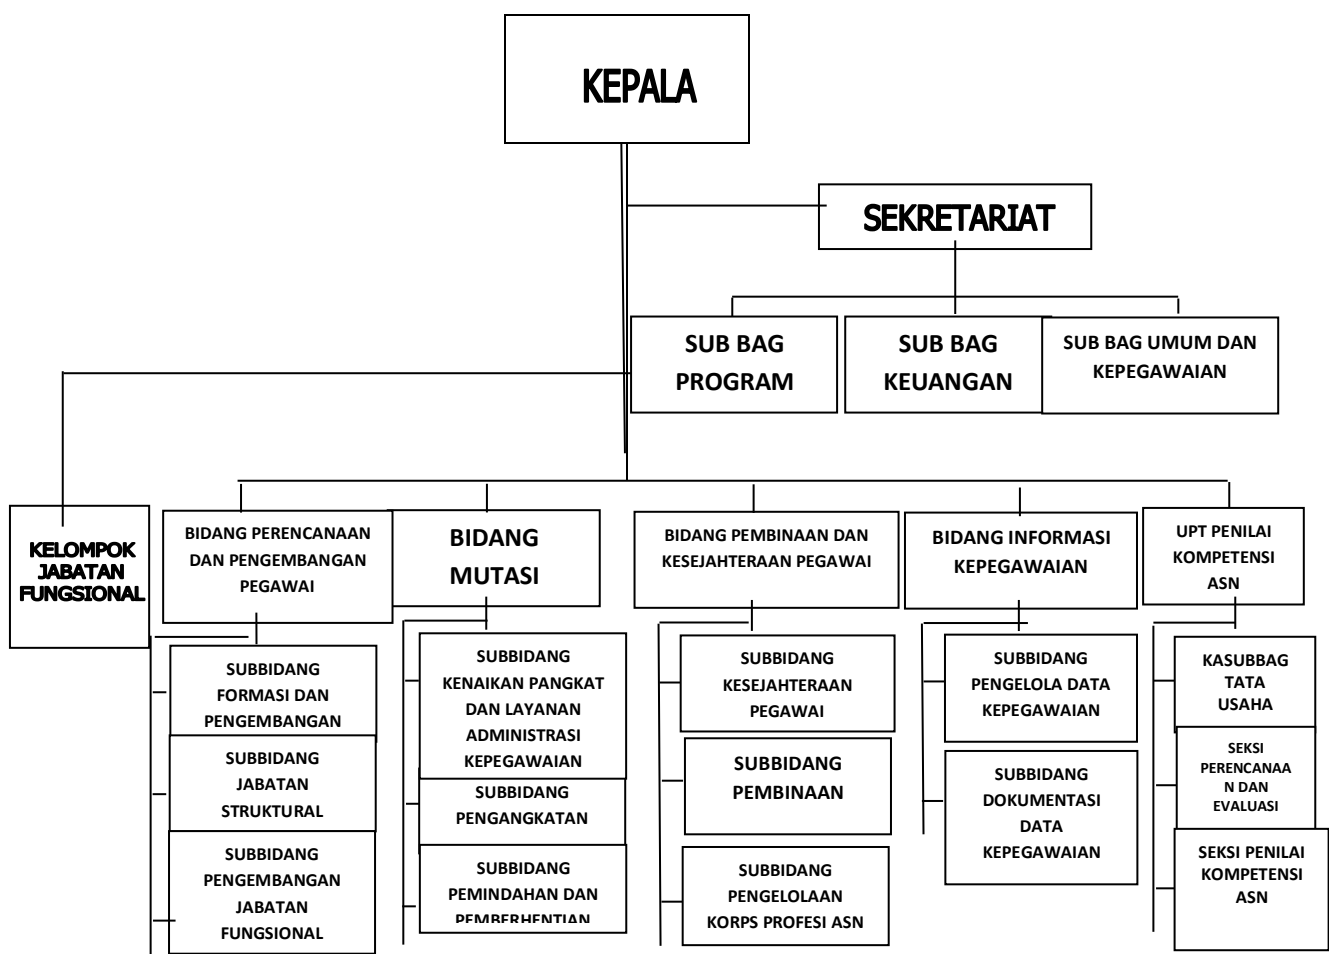 KEPALA
SEKRETARIAT
SUB BAG
PROGRAM
SUB BAG
KEUANGAN
SUB BAG UMUM DAN
KEPEGAWAIAN
KELOMPOK
JABATAN
FUNGSIONAL
BIDANG PERENCANAAN
DAN PENGEMBANGAN
PEGAWAI
BIDANG
MUTASI
BIDANG PEMBINAAN DAN
KESEJAHTERAAN PEGAWAI
BIDANG INFORMASI
KEPEGAWAIAN
UPT PENILAI
KOMPETENSI
ASN
SUBBIDANG
FORMASI DAN
PENGEMBANGAN
SUBBIDANG
JABATAN
STRUKTURAL
SUBBIDANG
PENGEMBANGAN
JABATAN
FUNGSIONAL
SUBBIDANG
KENAIKAN PANGKAT
DAN LAYANAN
ADMINISTRASI
KEPEGAWAIAN
SUBBIDANG
PENGANGKATAN
SUBBIDANG
PEMINDAHAN DAN
PEMBERHENTIAN
SUBBIDANG
KESEJAHTERAAN
PEGAWAI
SUBBIDANG
PEMBINAAN
SUBBIDANG
PENGELOLAAN
KORPS PROFESI ASN
SUBBIDANG
PENGELOLA DATA
KEPEGAWAIAN
SUBBIDANG
DOKUMENTASI
DATA
KEPEGAWAIAN
KASUBBAG
TATA
USAHA
SEKSI
PERENCANAA
N DAN
EVALUASI
SEKSI PENILAI
KOMPETENSI
ASN